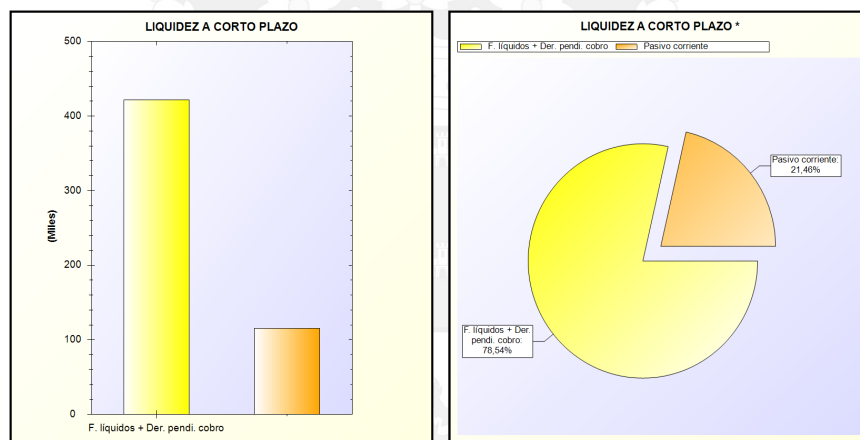 LIQUIDEZ A CORTO PLAZO
500
400
300
200
100
0
(Miles)
F. líquidos + Der. pendi. cobro
LIQUIDEZ A CORTO PLAZO *
F. líquidos + Der. pendi. cobro Pasivo corriente
Pasivo corriente:
21,46%
F. líquidos + Der.
pendi. cobro:
78,54%